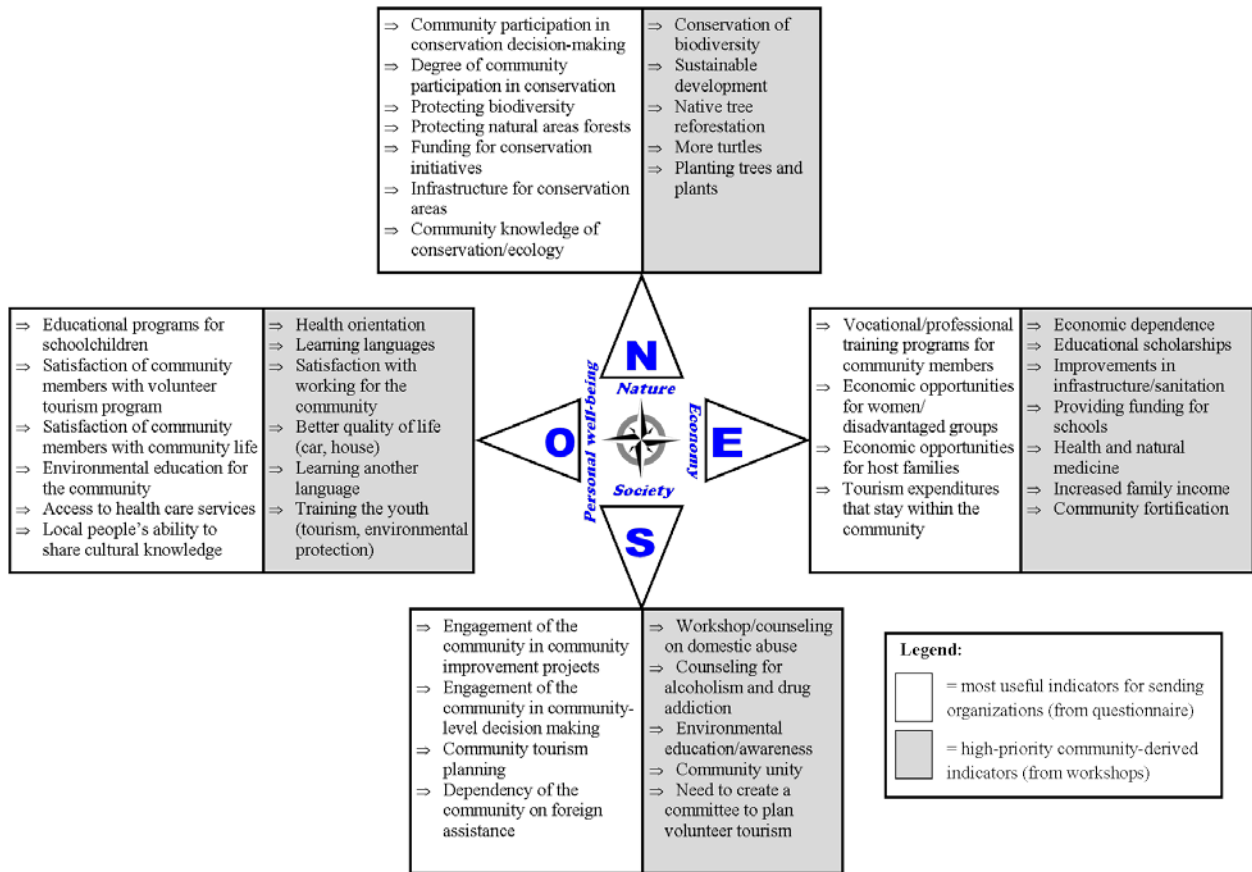 ⇒ Community participation in
conservation decision-making
⇒ Degree of community
participation in conservation
⇒ Protecting biodiversity
⇒ Protecting natural areas forests
⇒ Funding for conservation
initiatives
⇒ Infrastructure for conservation
areas
⇒ Community knowledge of
conservation/ecology
⇒ Conservation of
biodiversity
⇒ Sustainable
development
⇒ Native tree
reforestation
⇒ More turtles
⇒ Planting trees and
plants
⇒ Educational programs for
schoolchildren
⇒ Satisfaction of community
members with volunteer
tourism program
⇒ Satisfaction of community
members with community life
⇒ Environmental education for
the community
⇒ Access to health care services
⇒ Local people's ability to
share cultural knowledge
⇒ Health orientation
⇒ Learning languages
⇒ Satisfaction with
working for the
community
⇒ Better quality of life
(car, house)
⇒ Learning another
language
⇒ Training the youth
(tourism, environmental
protection)
N
Nature
O
Personal well-being
Economy
E
Society
S
⇒ Vocational/professional
training programs for
community members
⇒ Economic opportunities
for women/
disadvantaged groups
⇒ Economic opportunities
for host families
⇒ Tourism expenditures
that stay within the
community
⇒ Economic dependence
⇒ Educational scholarships
⇒ Improvements in
infrastructure/sanitation
⇒ Providing funding for
schools
⇒ Health and natural
medicine
⇒ Increased family income
⇒ Community fortification
⇒ Engagement of the
community in community
improvement projects
⇒ Engagement of the
community in community-
level decision making
⇒ Community tourism
planning
⇒ Dependency of the
community on foreign
assistance
⇒ Workshop/counseling
on domestic abuse
⇒ Counseling for
alcoholism and drug
addiction
⇒ Environmental
education/awareness
⇒ Community unity
⇒ Need to create a
committee to plan
volunteer tourism
Legend:
= most useful indicators for sending
organizations (from questionnaire)
= high-priority community-derived
indicators (from workshops)